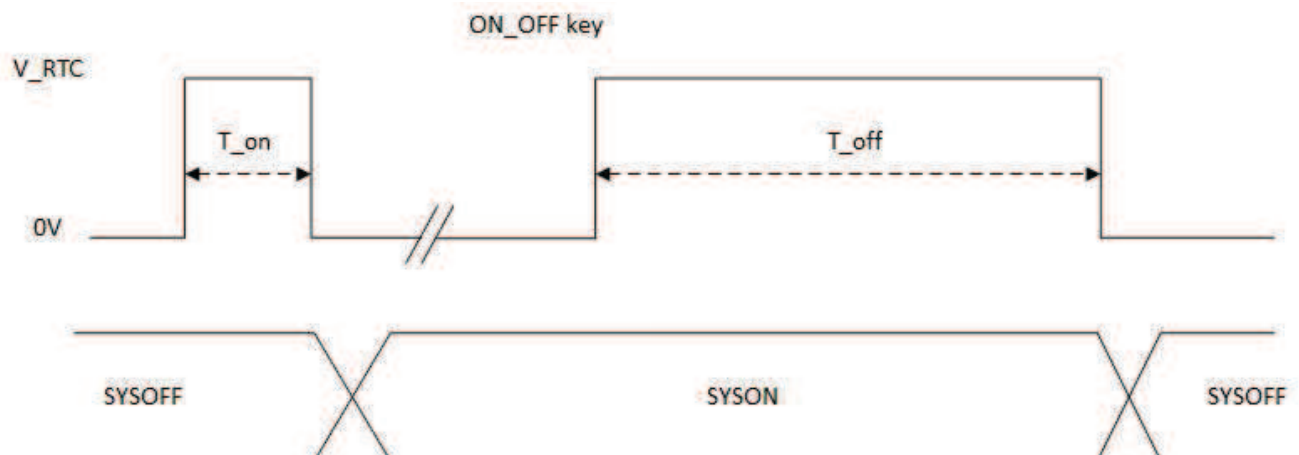 ON_OFF key
V_RTC
T_on
T_off
0V
SYSOFF
SYSON
SYSOFF